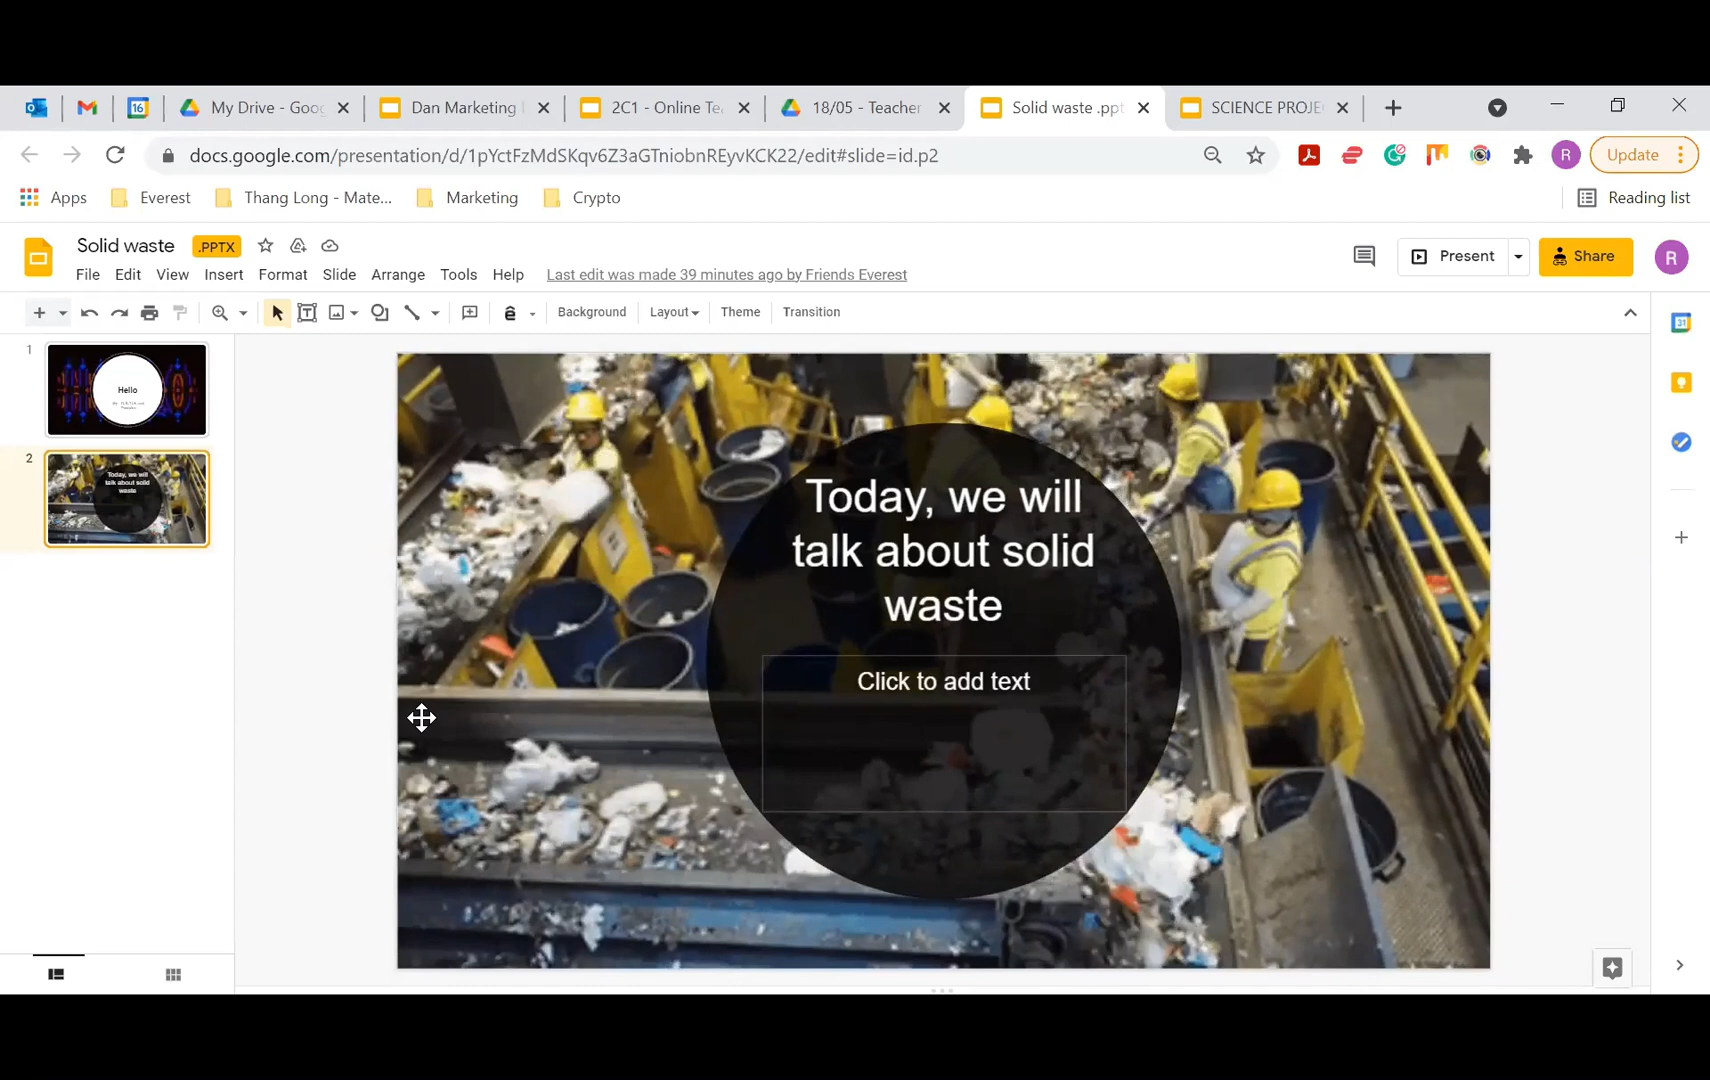 My Drive - Goog
Dan Marketing
2C1 - Online Tea
18/05 - Teacher
Solid waste .ppt
SCIENCE PROJE
docs.google.com/presentation/d/1pYctFzMdSKqv6Z3aGTniobnREyvKCK22/edit#slide=id.p2
R
Update
Apps
Everest
Thang Long - Mate...
Marketing
Crypto
Reading list
Solid waste
.PPTX
Present
Share
R
File
Edit
View
Insert
Format
Slide
Arrange
Tools
Help
Last edit was made 39 minutes ago by Friends Everest
Background
Layout
Theme
Transition
1
Hello
2
Today, we will
talk about solid
waste
Today, we will
talk about solid
waste
Click to add text
16
31